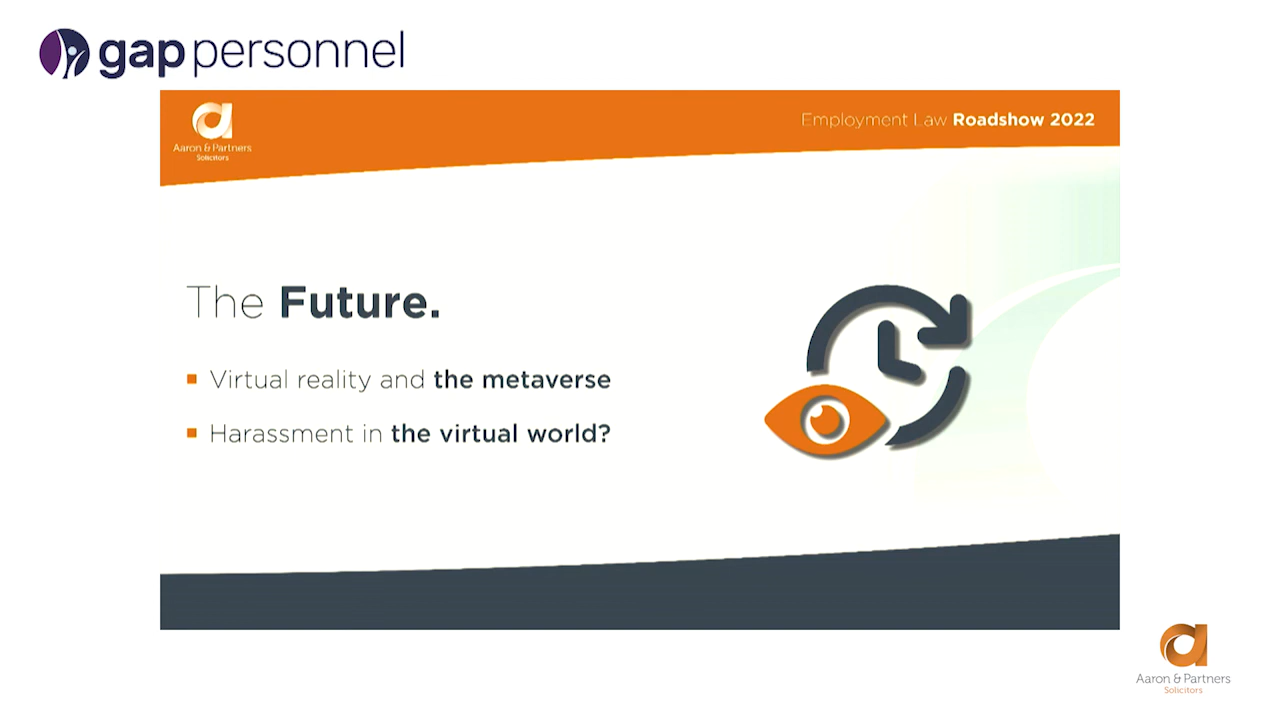 gap personnel
Aaron & Partners
Solicitors
Employment Law Roadshow 2022
The Future.
Virtual reality and the metaverse
Harassment in the virtual world?
Aaron & Partners
Solicitors